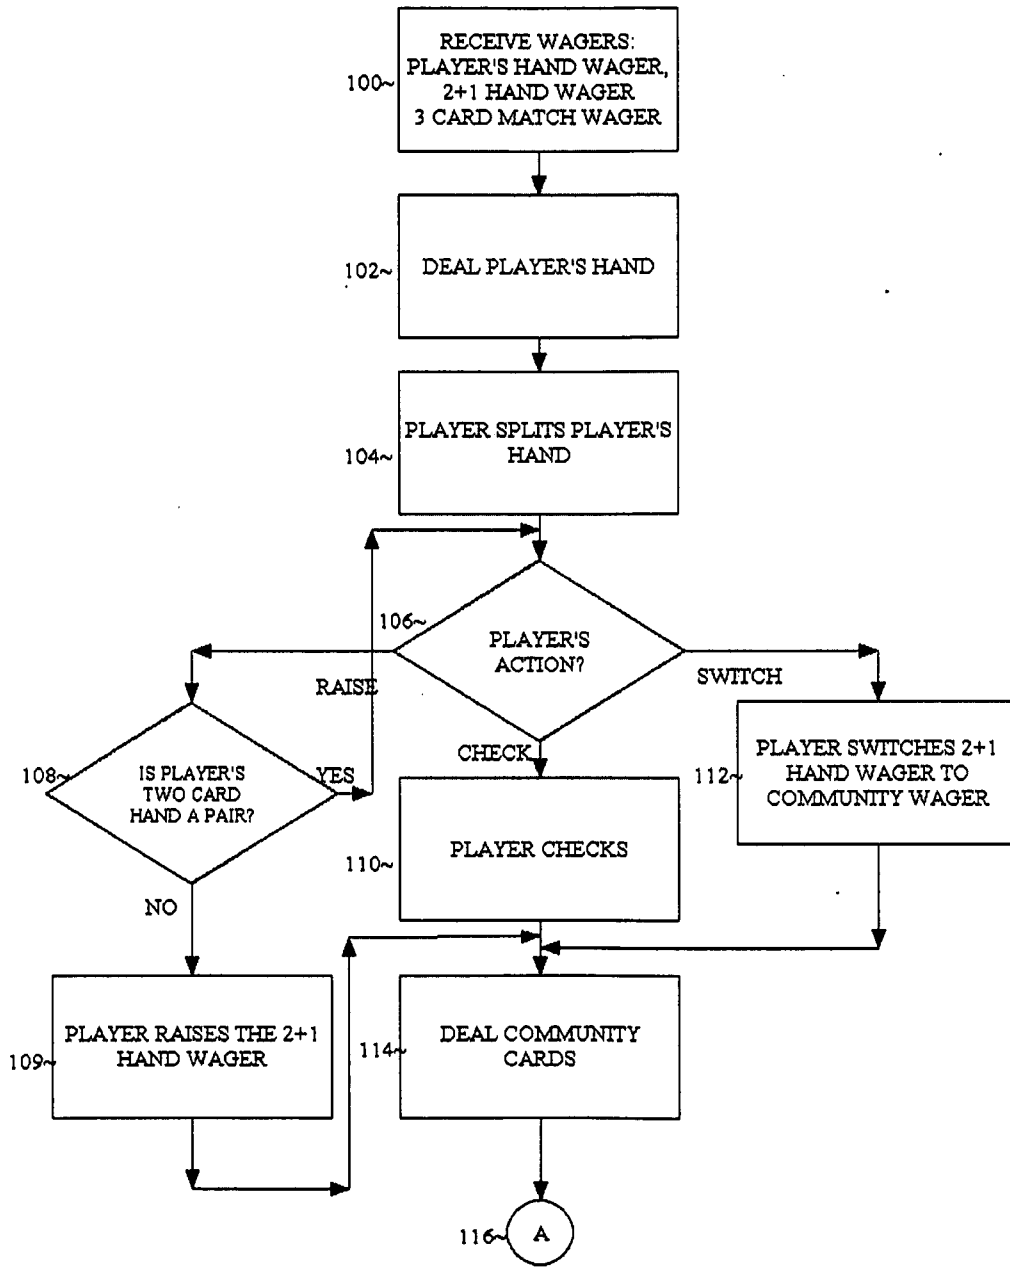 RECEIVE WAGERS:
PLAYER'S HAND WAGER,
2+1 HAND WAGER
3 CARD MATCH WAGER
100~
DEAL PLAYER'S HAND
102~
PLAYER SPLITS PLAYER'S
HAND
104~
106~
PLAYER'S
ACTION?
RAISE
SWITCH
CHECK
108~
IS PLAYER'S
TWO CARD
HAND A PAIR?
YES
NO
110~
PLAYER CHECKS
112~
PLAYER SWITCHES 2+1
HAND WAGER TO
COMMUNITY WAGER
109~
PLAYER RAISES THE 2+1
HAND WAGER
114~
DEAL COMMUNITY
CARDS
116~
A